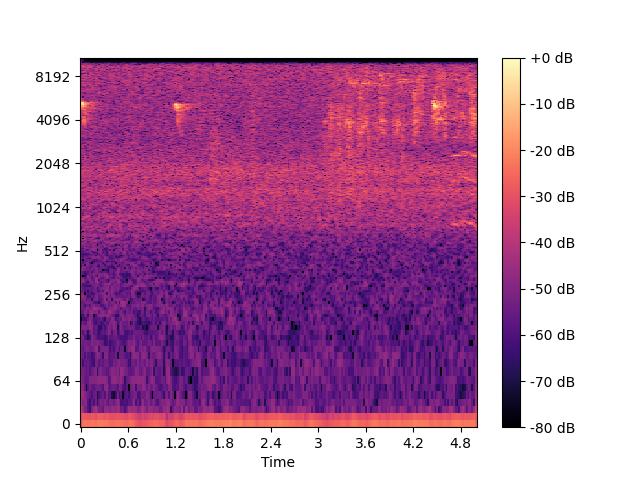 8192
4096
2048
1024
512
256
128
64
0
Hz
0 0.6 1.2 1.8 2.4 3 3.6 4.2 4.8
Time
+0 dB
-10 dB
-20 dB
-30 dB
-40 dB
-50 dB
-60 dB
-70 dB
-80 dB